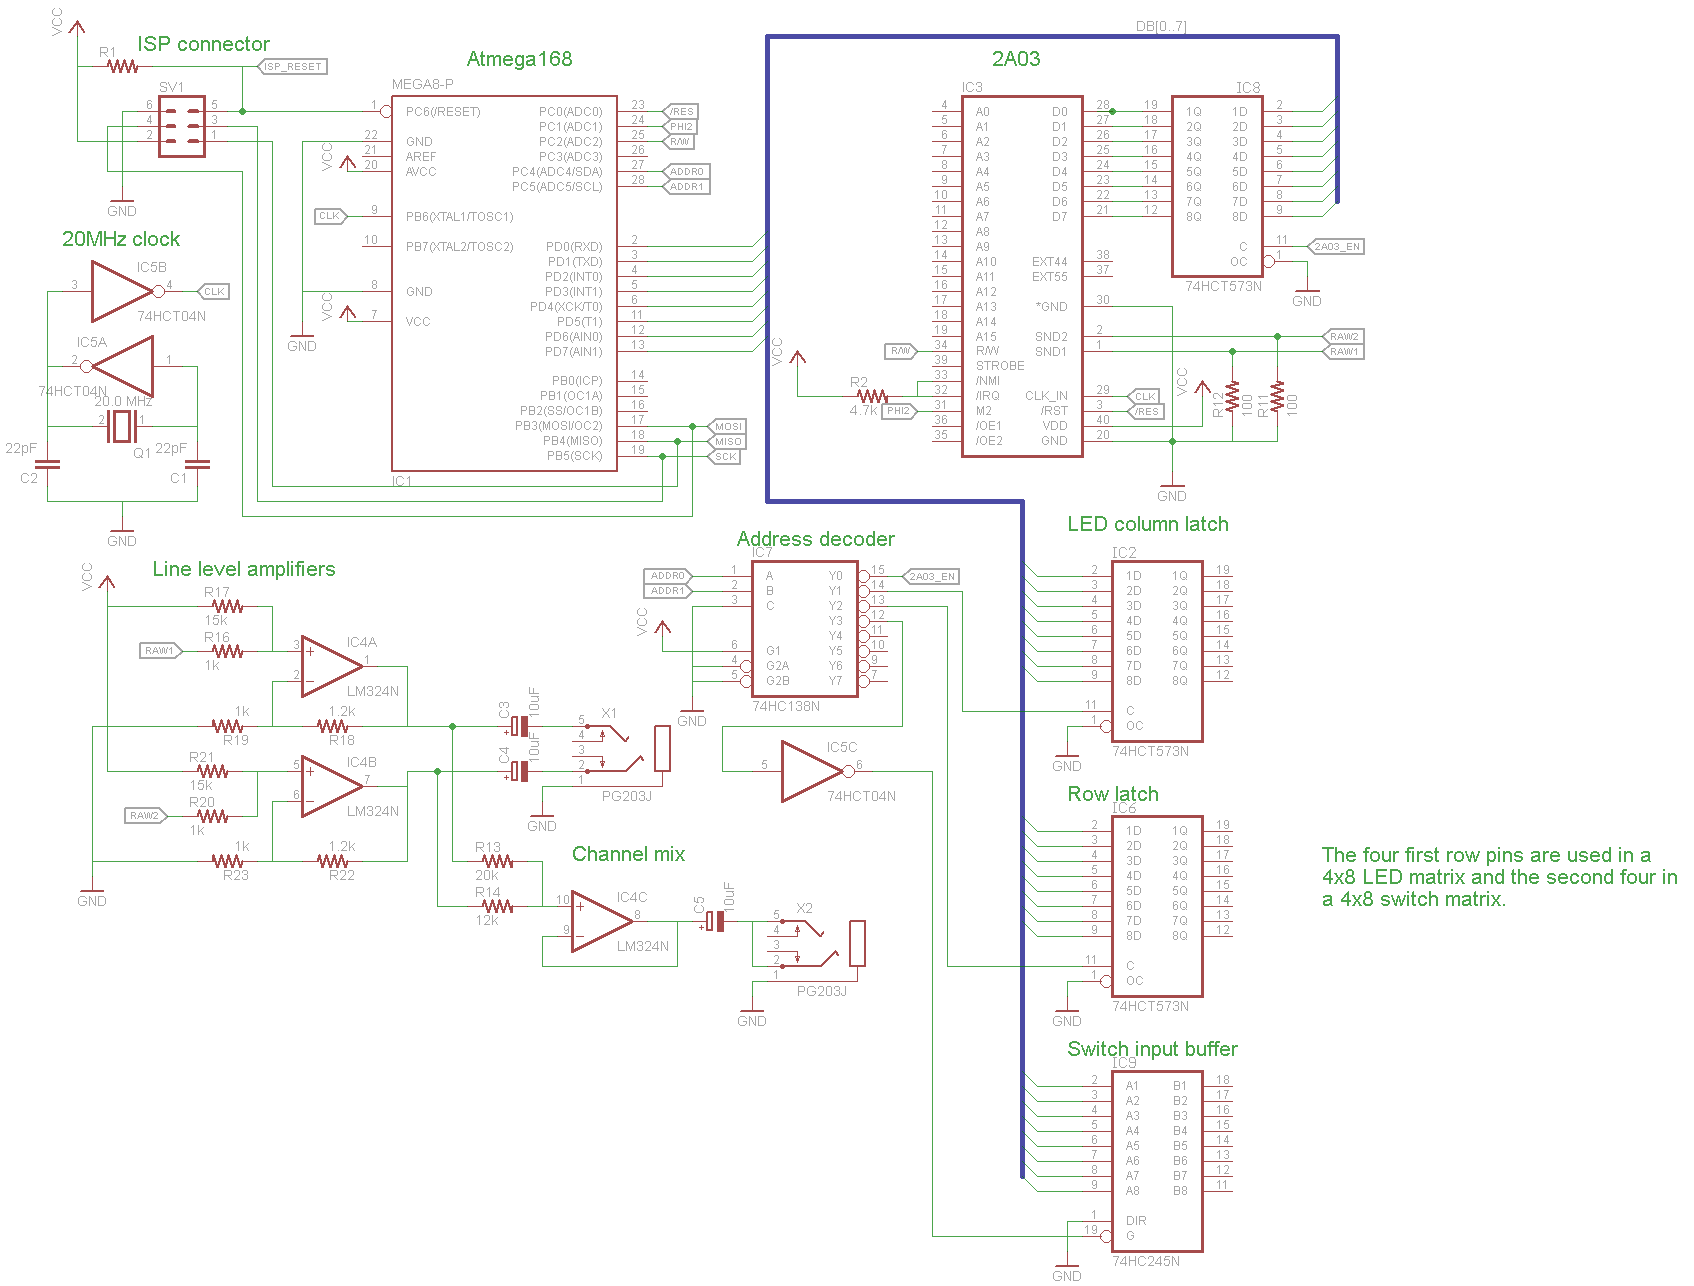 DB[0..7]
VCC
ISP connector
R1
ISP_RESET
SV1
6 5
4 3
2 1
GND
Atmega168
MEGA8-P
1 PC6(/RESET)
22 GND
21 AREF
VCC
20 AVCC
CLK
9 PB6(XTAL1/TOSC1)
10 PB7(XTAL2/TOSC2)
8 GND
VCC
7 VCC
GND
PC0(ADC0) 23 /RES
PC1(ADC1) 24 PHI2
PC2(ADC2) 25 R/W
PC3(ADC3) 26
PC4(ADC4/SDA) 27 ADDR0
PC5(ADC5/SCL) 28 ADDR1
PD0(RXD) 2
PD1(TXD) 3
PD2(INT0) 4
PD3(INT1) 5
PD4(XCK/T0) 6
PD5(T1) 11
PD6(AIN0) 12
PD7(AIN1) 13
PB0(ICP) 14
PB1(OC1A) 15
PB2(SS/OC1B) 16
PB3(MOSI/OC2) 17 MOSI
PB4(MISO) 18 MISO
PB5(SCK) 19 SCK
IC1
20MHz clock
IC5B
3 4
CLK
74HCT04N
IC5A
2 1
74HCT04N
20.0 MHz
2 1
Q1
22pF
C2
22pF
C1
GND
2A03
IC3
4 A0
5 A1
6 A2
7 A3
8 A4
9 A5
10 A6
11 A7
12 A8
13 A9
14 A10
15 A11
16 A12
17 A13
18 A14
19 A15
R/W
34 R/W
39 STROBE
33 /NMI
32 /IRQ
31 M2
36 /OE1
35 /OE2
VCC
R2
4.7k
PHI2
D0 28
D1 27
D2 26
D3 25
D4 24
D5 23
D6 22
D7 21
EXT44 38
EXT55 37
*GND 30
SND2 2
SND1 1
CLK_IN 29 CLK
/RST 3 /RES
VDD 40
GND 20
IC8
19 1Q 1D 2
18 2Q 2D 3
17 3Q 3D 4
16 4Q 4D 5
15 5Q 5D 6
14 6Q 6D 7
13 7Q 7D 8
12 8Q 8D 9
C 11 2A03_EN
OC 1
74HCT573N
GND
RAW2
RAW1
VCC
R12
100
R11
100
GND
Line level amplifiers
VCC
R17
15k
RAW1
R16
1k
IC4A
3 +
2 −
1
LM324N
1k
R19
1.2k
R18
R21
15k
RAW2
R20
1k
IC4B
5 +
6 −
7
LM324N
1k
R23
1.2k
R22
GND
C3
10uF
+
C4
10uF
+
X1
5
4
3
2
1
PG203J
GND
Channel mix
R13
20k
R14
12k
IC4C
10 +
9 −
8
LM324N
C5
10uF
+
X2
5
4
3
2
1
PG203J
GND
Address decoder
IC7
ADDR0
ADDR1
1 A Y0 15 2A03_EN
2 B Y1 14
3 C Y2 13
Y3 12
Y4 11
6 G1 Y5 10
4 G2A Y6 9
5 G2B Y7 7
VCC
74HC138N
GND
IC5C
5 6
74HCT04N
LED column latch
IC2
2 1D 1Q 19
3 2D 2Q 18
4 3D 3Q 17
5 4D 4Q 16
6 5D 5Q 15
7 6D 6Q 14
8 7D 7Q 13
9 8D 8Q 12
11 C
1 OC
74HCT573N
GND
Row latch
IC6
2 1D 1Q 19
3 2D 2Q 18
4 3D 3Q 17
5 4D 4Q 16
6 5D 5Q 15
7 6D 6Q 14
8 7D 7Q 13
9 8D 8Q 12
11 C
1 OC
74HCT573N
GND
The four first row pins are used in a
4x8 LED matrix and the second four in
a 4x8 switch matrix.
Switch input buffer
IC9
2 A1 B1 18
3 A2 B2 17
4 A3 B3 16
5 A4 B4 15
6 A5 B5 14
7 A6 B6 13
8 A7 B7 12
9 A8 B8 11
1 DIR
19 G
74HC245N
GND